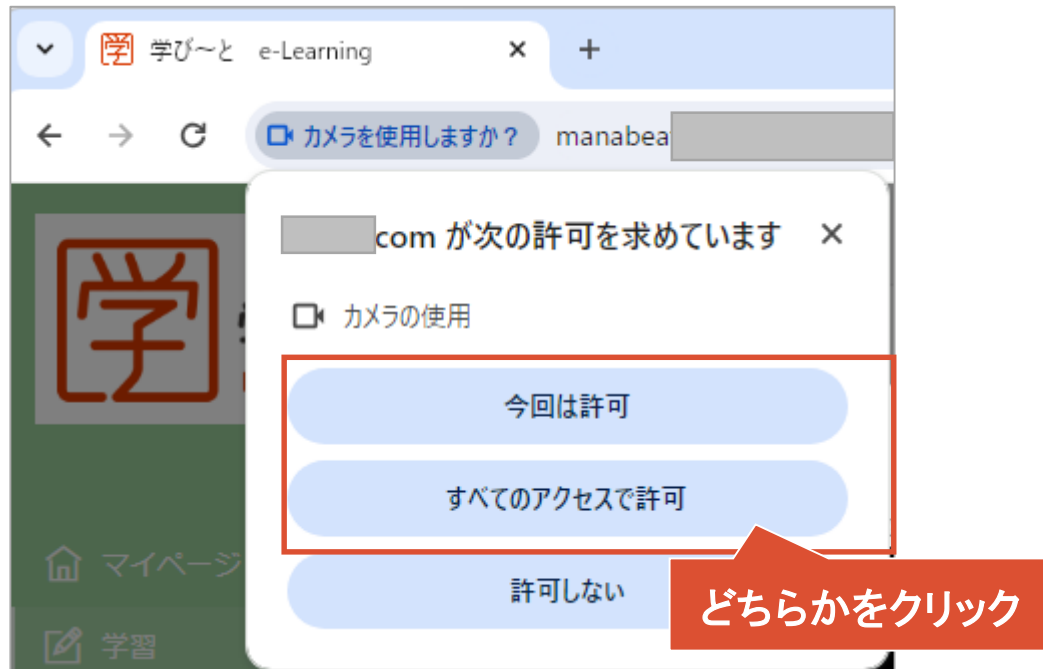 学び～と e-Learning
カメラを使用しますか？ manabea
com が次の許可を求めています
学
カメラの使用
今回は許可
すべてのアクセスで許可
マイページ
許可しない
どちらかをクリック
学習